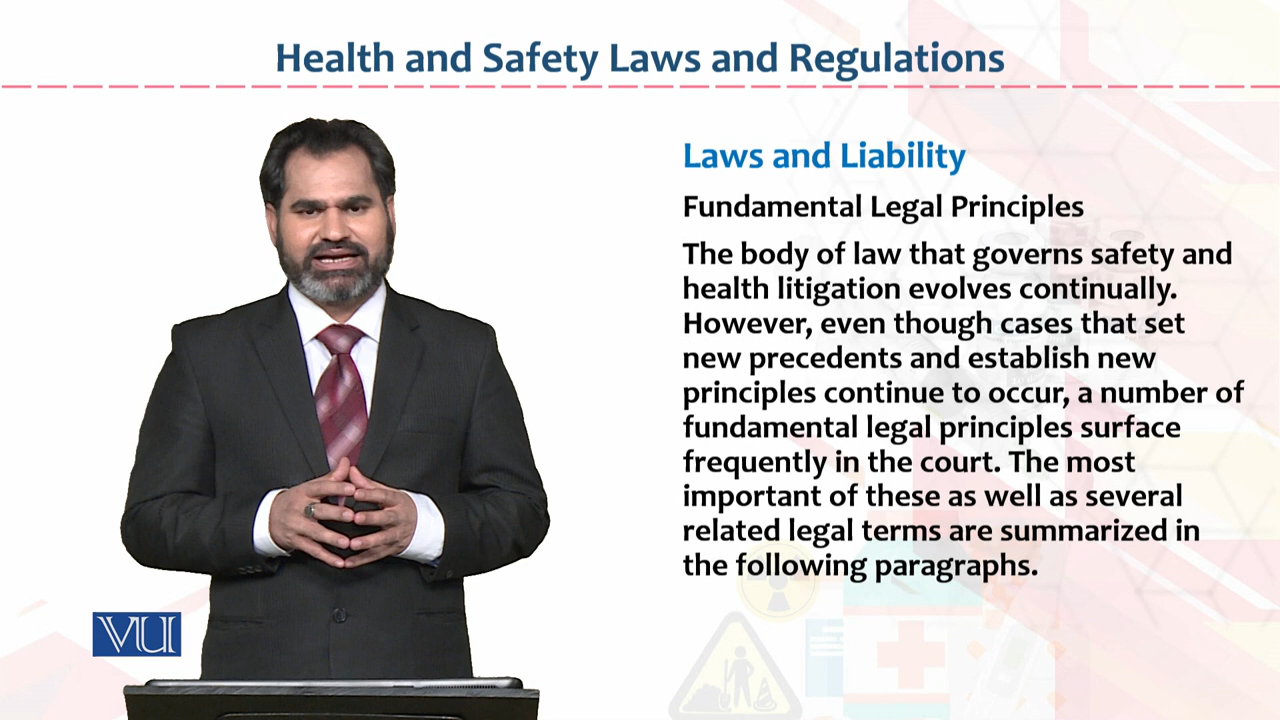 Health and Safety Laws and Regulations
Laws and Liability
Fundamental Legal Principles
The body of law that governs safety and
health litigation evolves continually.
However, even though cases that set
new precedents and establish new
principles continue to occur, a number of
fundamental legal principles surface
frequently in the court. The most
important of these as well as several
related legal terms are summarized in
the following paragraphs.
VU